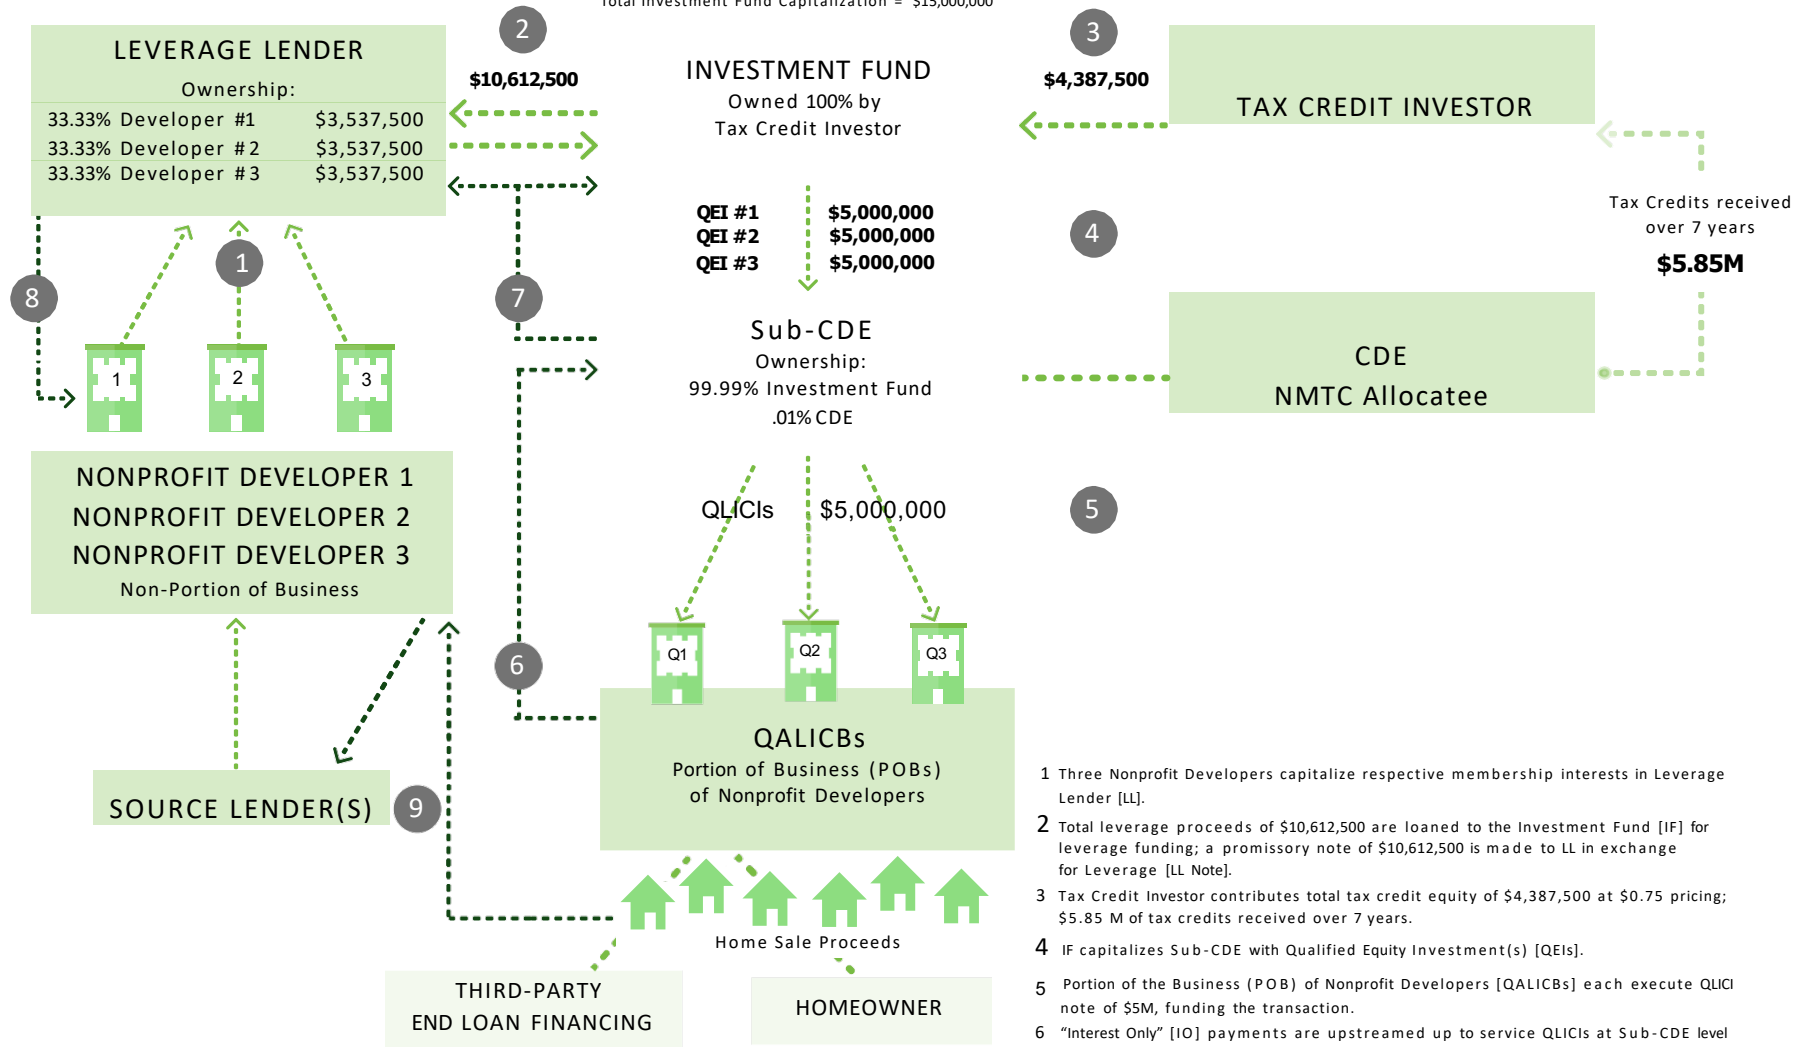 Total Investment Fund Capitalization = $15,000,000
2
3
LEVERAGE LENDER
Ownership:
33.33% Developer #1 $3,537,500
33.33% Developer #2 $3,537,500
33.33% Developer #3 $3,537,500
$10,612,500
INVESTMENT FUND
Owned 100% by
Tax Credit Investor
$4,387,500
TAX CREDIT INVESTOR
QEI #1 $5,000,000
QEI #2 $5,000,000
QEI #3 $5,000,000
4
Tax Credits received
over 7 years
$5.85M
1
8
7
1
2
3
Sub-CDE
Ownership:
99.99% Investment Fund
.01% CDE
CDE
NMTC Allocatee
NONPROFIT DEVELOPER 1
NONPROFIT DEVELOPER 2
NONPROFIT DEVELOPER 3
Non-Portion of Business
QLICIs $5,000,000
5
6
Q1
Q2
Q3
QALICBs
Portion of Business (POBs)
of Nonprofit Developers
SOURCE LENDER(S)
9
Home Sale Proceeds
THIRD-PARTY
END LOAN FINANCING
HOMEOWNER
1 Three Nonprofit Developers capitalize respective membership interests in Leverage
Lender [LL].
2 Total leverage proceeds of $10,612,500 are loaned to the Investment Fund [IF] for
leverage funding; a promissory note of $10,612,500 is made to LL in exchange
for Leverage [LL Note].
3 Tax Credit Investor contributes total tax credit equity of $4,387,500 at $0.75 pricing;
$5.85 M of tax credits received over 7 years.
4 IF capitalizes Sub-CDE with Qualified Equity Investment(s) [QEIs].
5 Portion of the Business (POB) of Nonprofit Developers [QALICBs] each execute QLICI
note of $5M, funding the transaction.
6 “Interest Only” [IO] payments are upstreamed up to service QLICIs at Sub-CDE level